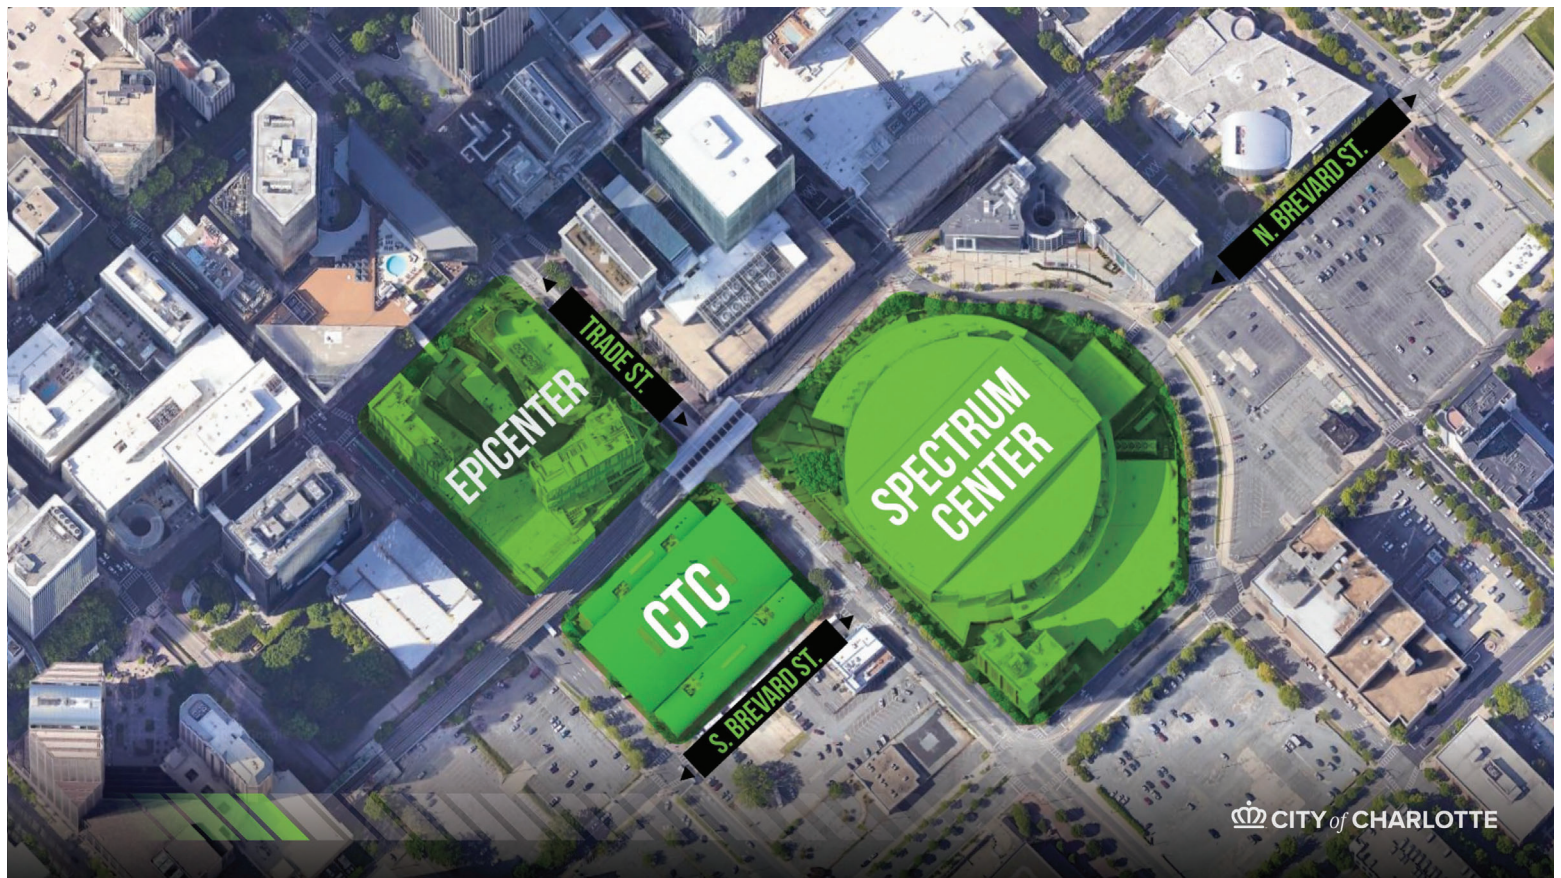 N. BREVARD ST.
TRADE ST.
EPICENTER
SPECTRUM
CENTER
CTC
S. BREVARD ST.
CITY of CHARLOTTE